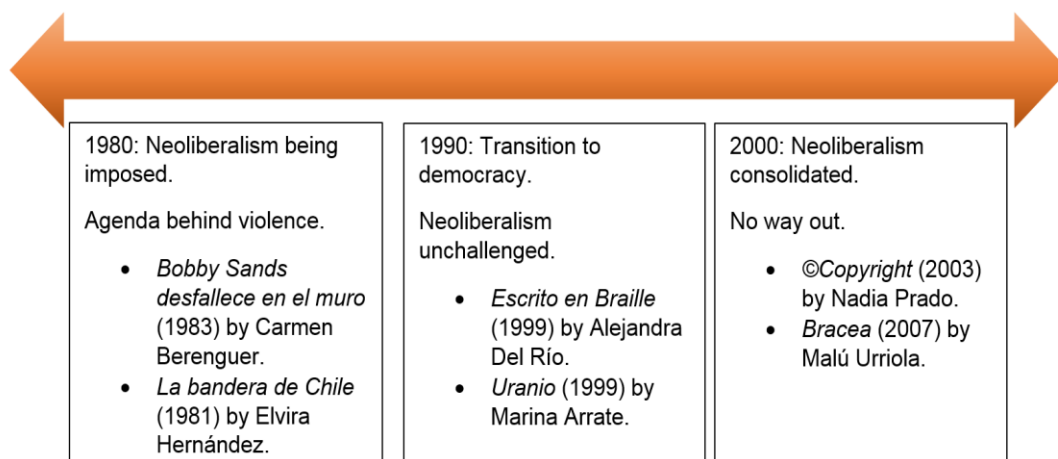 1980: Neoliberalism being
imposed.
Agenda behind violence.
• Bobby Sands
desfallece en el muro
(1983) by Carmen
Berenguer.
• La bandera de Chile
(1981) by Elvira
Hernández.
1990: Transition to
democracy.
Neoliberalism
unchallenged.
• Escrito en Braille
(1999) by Alejandra
Del Río.
• Uranio (1999) by
Marina Arrate.
2000: Neoliberalism
consolidated.
No way out.
• ©Copyright (2003)
by Nadia Prado.
• Bracea (2007) by
Malú Urriola.